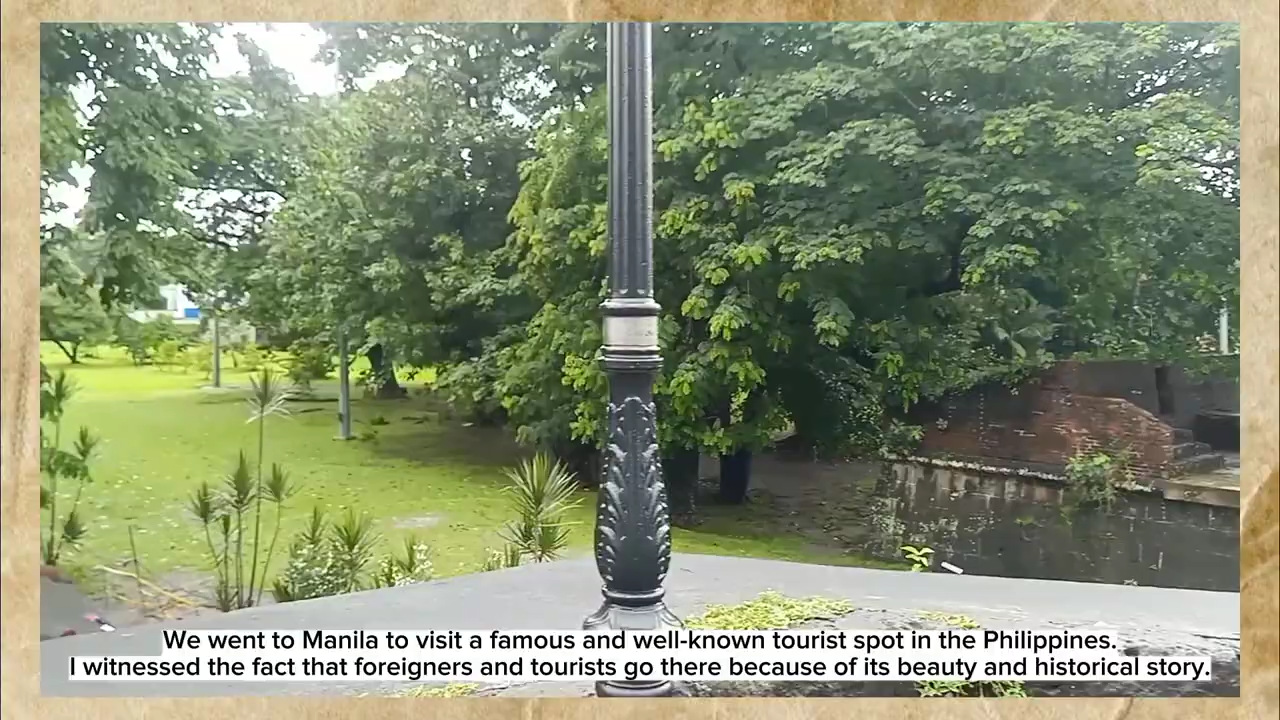 We went to Manila to visit a famous and well-known tourist spot in the Philippines.
I witnessed the fact that foreigners and tourists go there because of its beauty and historical story.